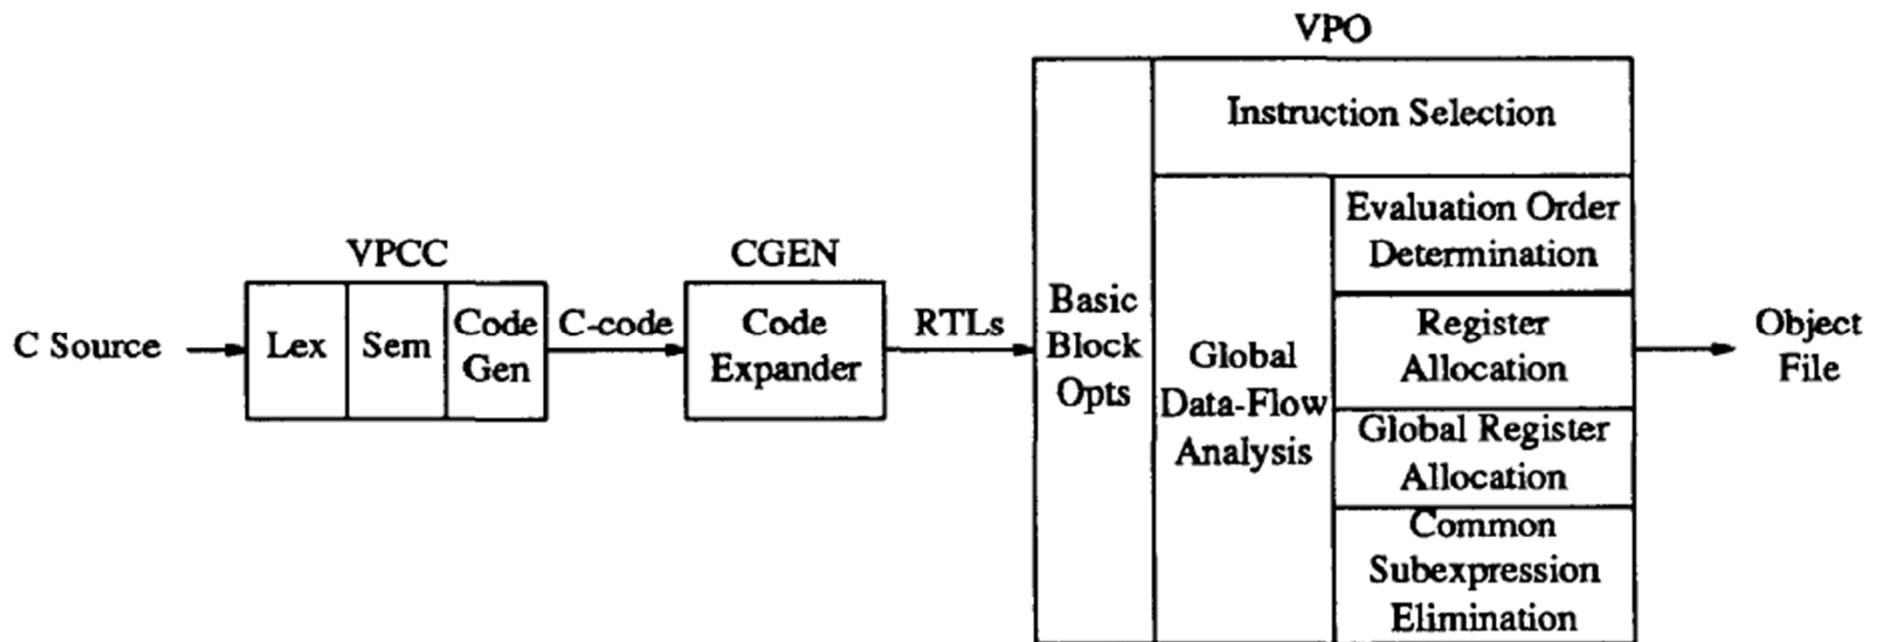 VPO
Instruction Selection
Evaluation Order
Determination
VPCC
CGEN
C Source
Lex
Sem
Code
Gen
C-code
Code
Expander
RTLs
Basic
Block
Opts
Global
Data-Flow
Analysis
Register
Allocation
Global Register
Allocation
Common
Subexpression
Elimination
Object
File